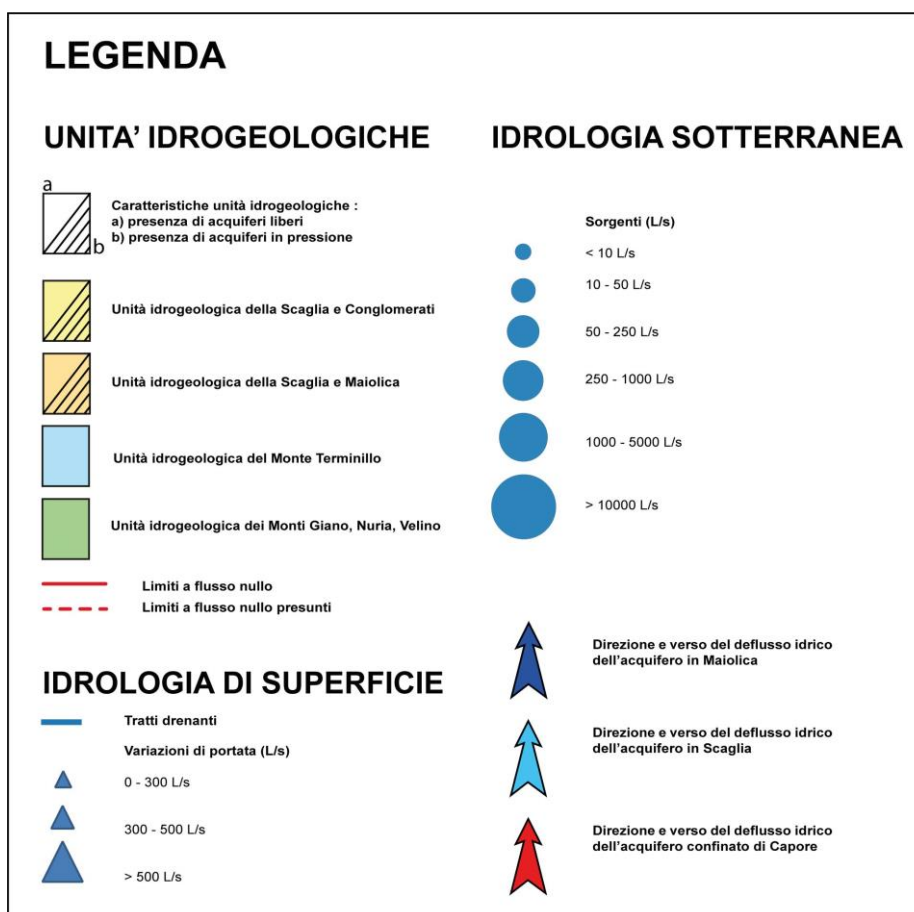 LEGENDA
UNITA' IDROGEOLOGICHE
a
b
Caratteristiche unità idrogeologiche :
a) presenza di acquiferi liberi
b) presenza di acquiferi in pressione
Unità idrogeologica della Scaglia e Conglomerati
Unità idrogeologica della Scaglia e Maiolica
Unità idrogeologica del Monte Terminillo
Unità idrogeologica dei Monti Giano, Nuria, Velino
Limiti a flusso nullo
Limiti a flusso nullo presunti
IDROLOGIA DI SUPERFICIE
Tratti drenanti
Variazioni di portata (L/s)
0 - 300 L/s
300 - 500 L/s
> 500 L/s
IDROLOGIA SOTTERRANEA
Sorgenti (L/s)
< 10 L/s
10 - 50 L/s
50 - 250 L/s
250 - 1000 L/s
1000 - 5000 L/s
> 10000 L/s
Direzione e verso del deflusso idrico
dell'acquifero in Maiolica
Direzione e verso del deflusso idrico
dell'acquifero in Scaglia
Direzione e verso del deflusso idrico
dell'acquifero confinato di Capore